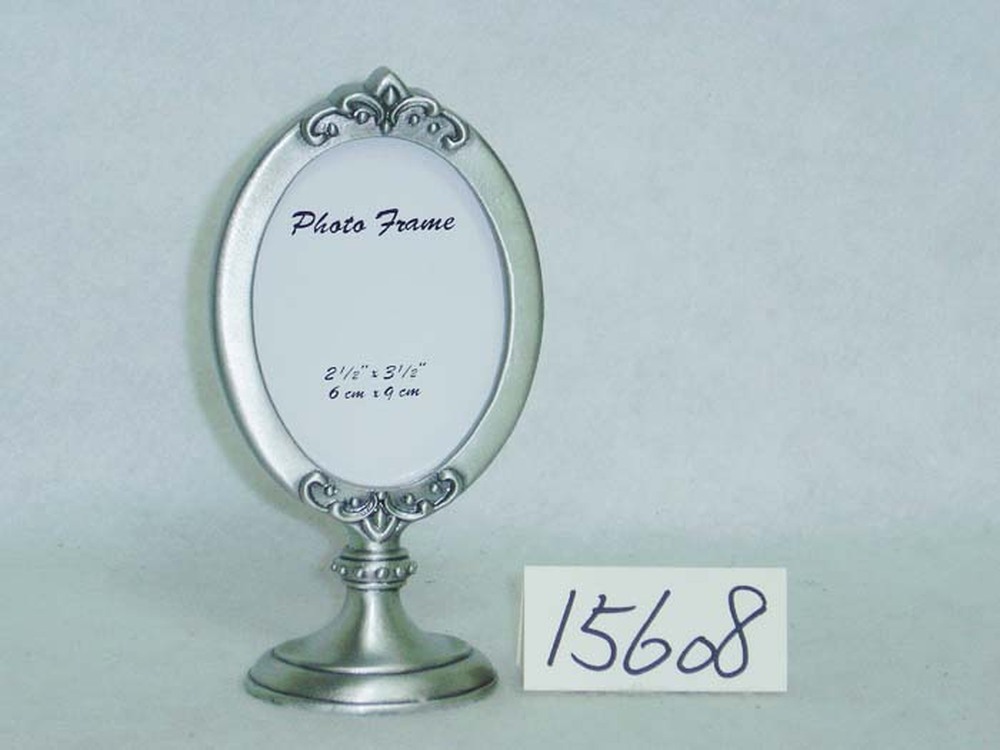 Photo Frame
2 1/2" x 3 1/2"
6 cm x 9 cm
15608